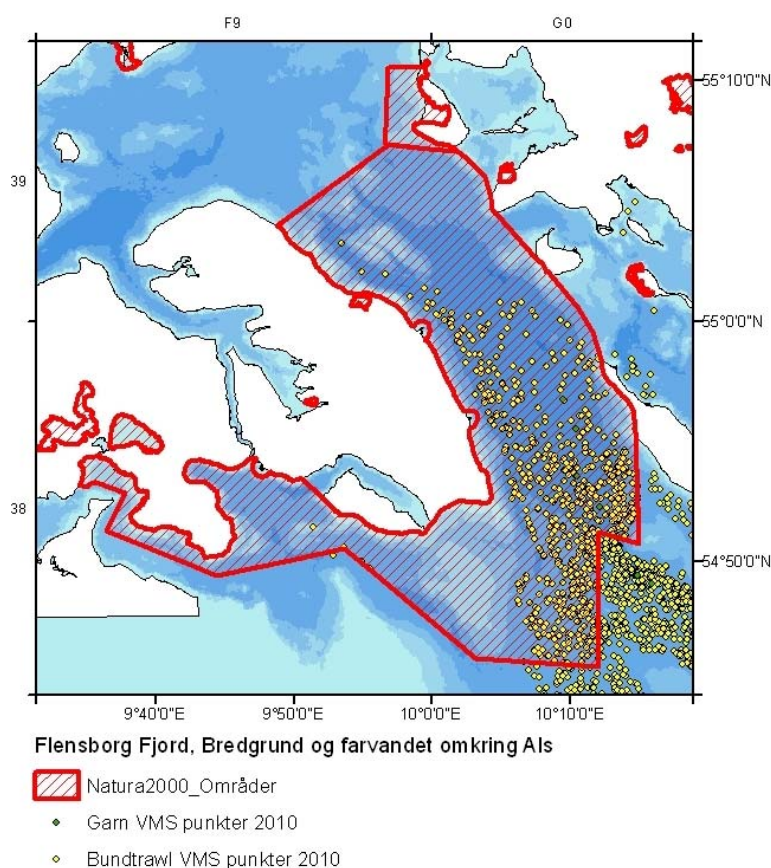 F9 G0
55°10'0"N
39
55°0'0"N
38
54°50'0"N
9°40'0"E 9°50'0"E 10°0'0"E 10°10'0"E
Flensborg Fjord, Bredgrund og farvandet omkring Als
Natura2000_Områder
Garn VMS punkter 2010
Bundtrawl VMS punkter 2010